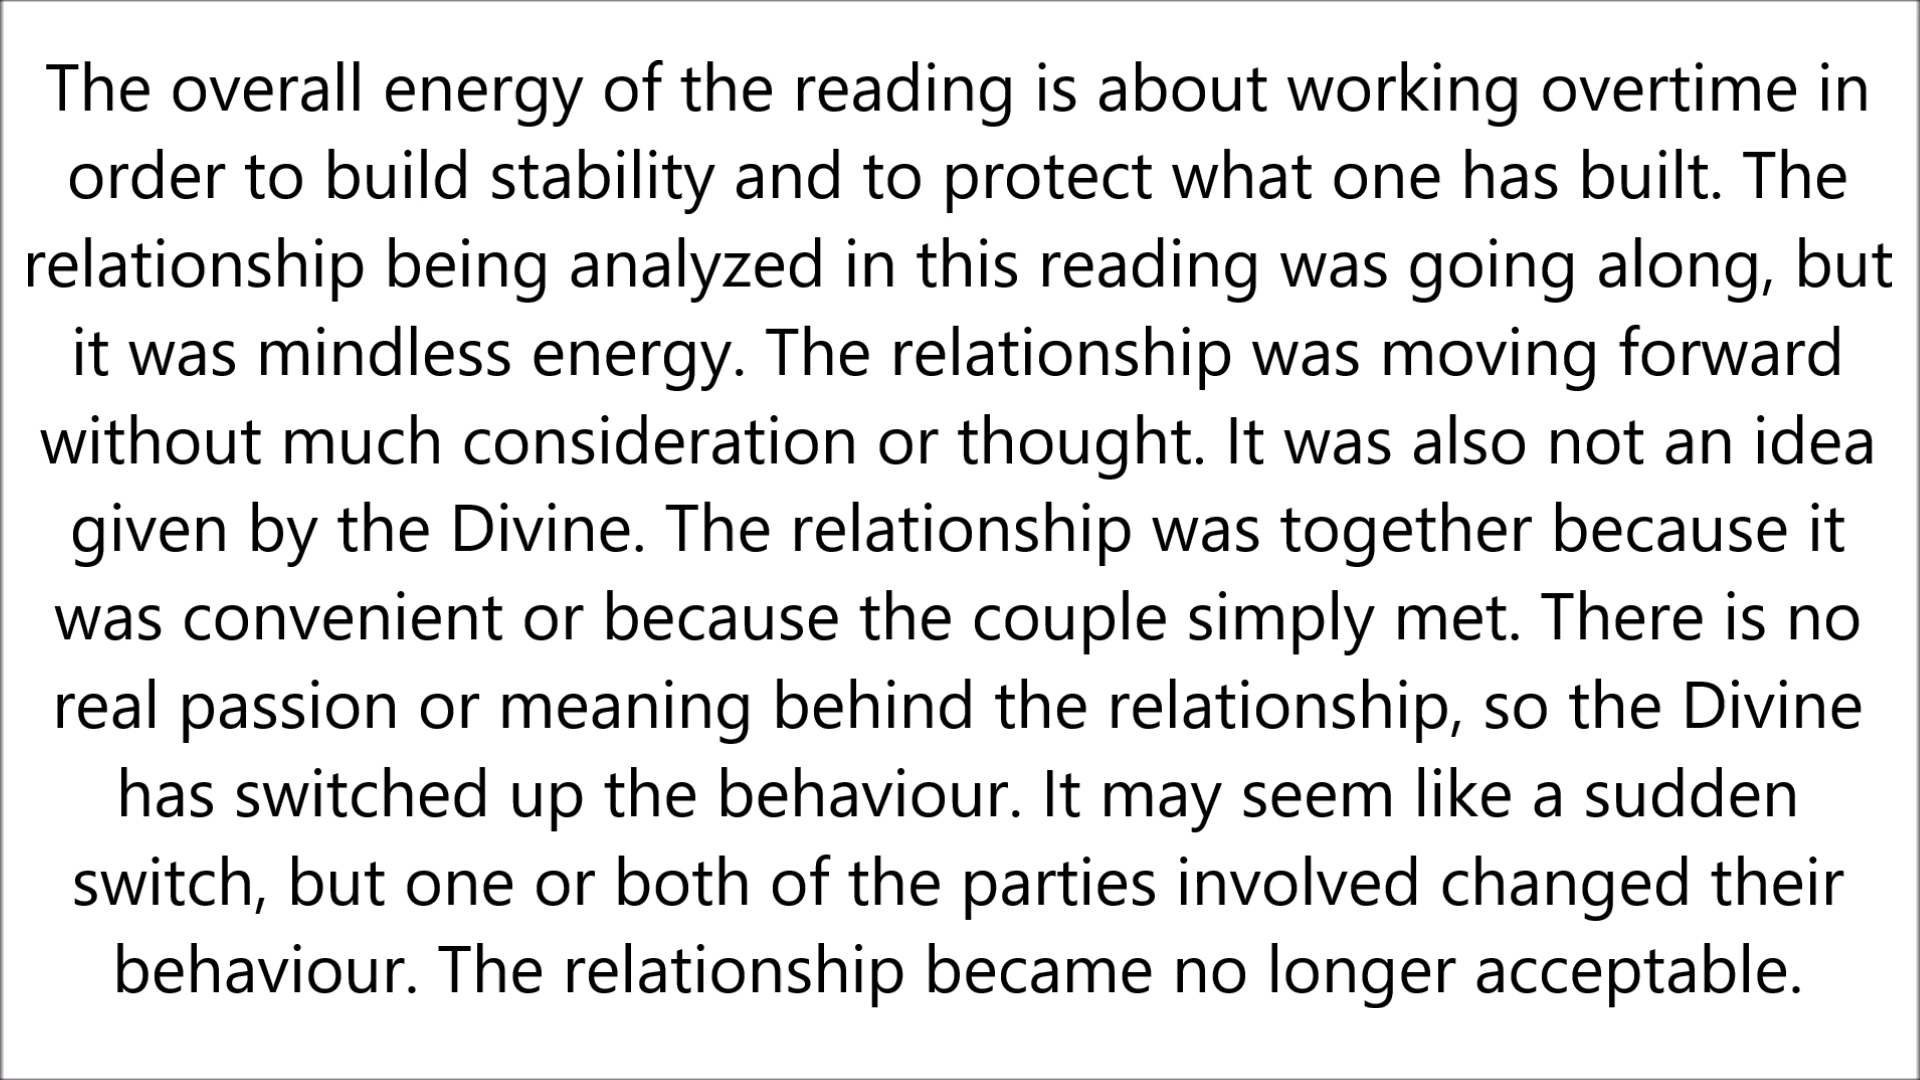 The overall energy of the reading is about working overtime in
order to build stability and to protect what one has built. The
relationship being analyzed in this reading was going along, but
it was mindless energy. The relationship was moving forward
without much consideration or thought. It was also not an idea
given by the Divine. The relationship was together because it
was convenient or because the couple simply met. There is no
real passion or meaning behind the relationship, so the Divine
has switched up the behaviour. It may seem like a sudden
switch, but one or both of the parties involved changed their
behaviour. The relationship became no longer acceptable.